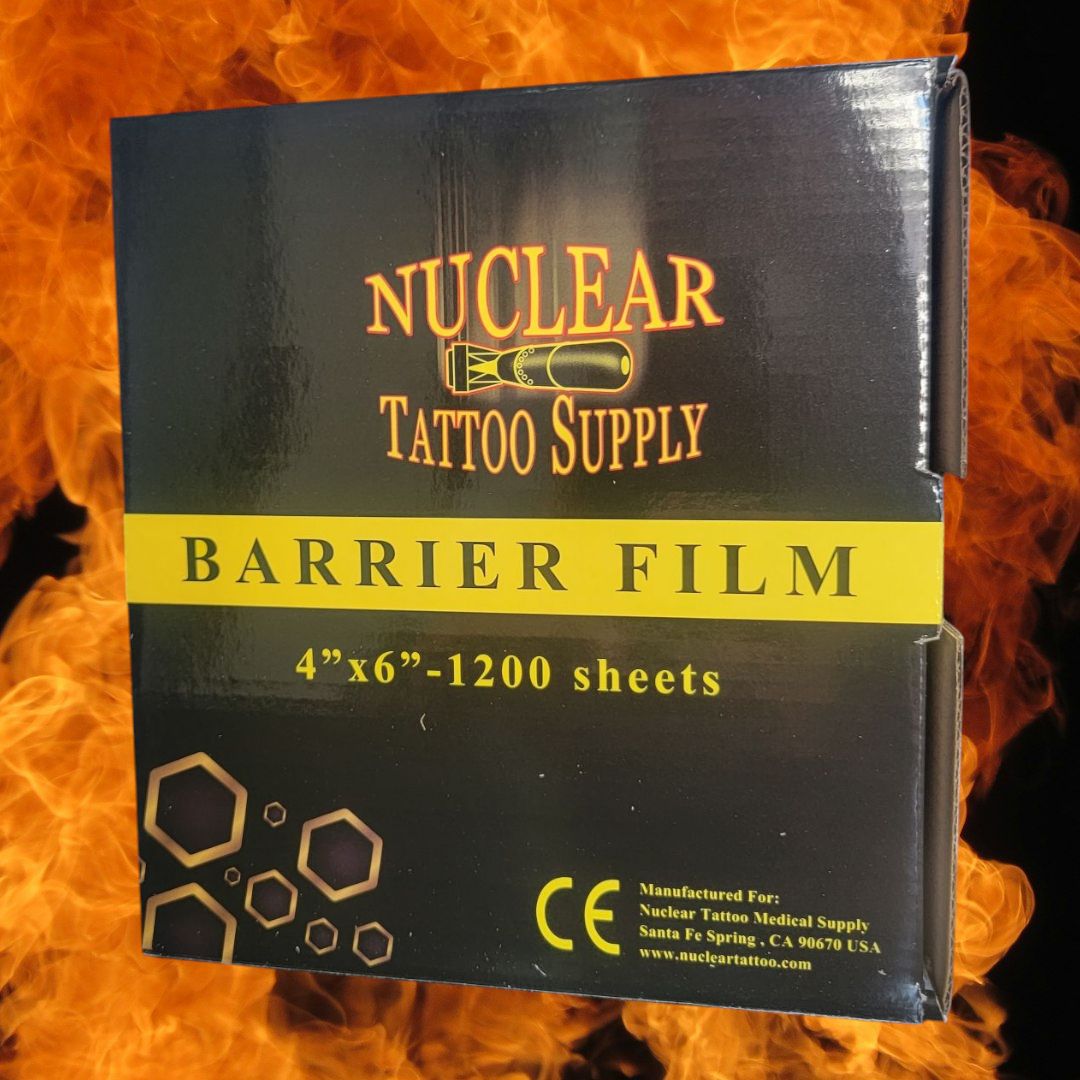 NUCLEAR
TATTOO SUPPLY
BARRIER FILM
4”x6”-1200 sheets
CE
Manufactured For:
Nuclear Tattoo Medical Supply
Santa Fe Spring , CA 90670 USA
www.nucleartattoo.com